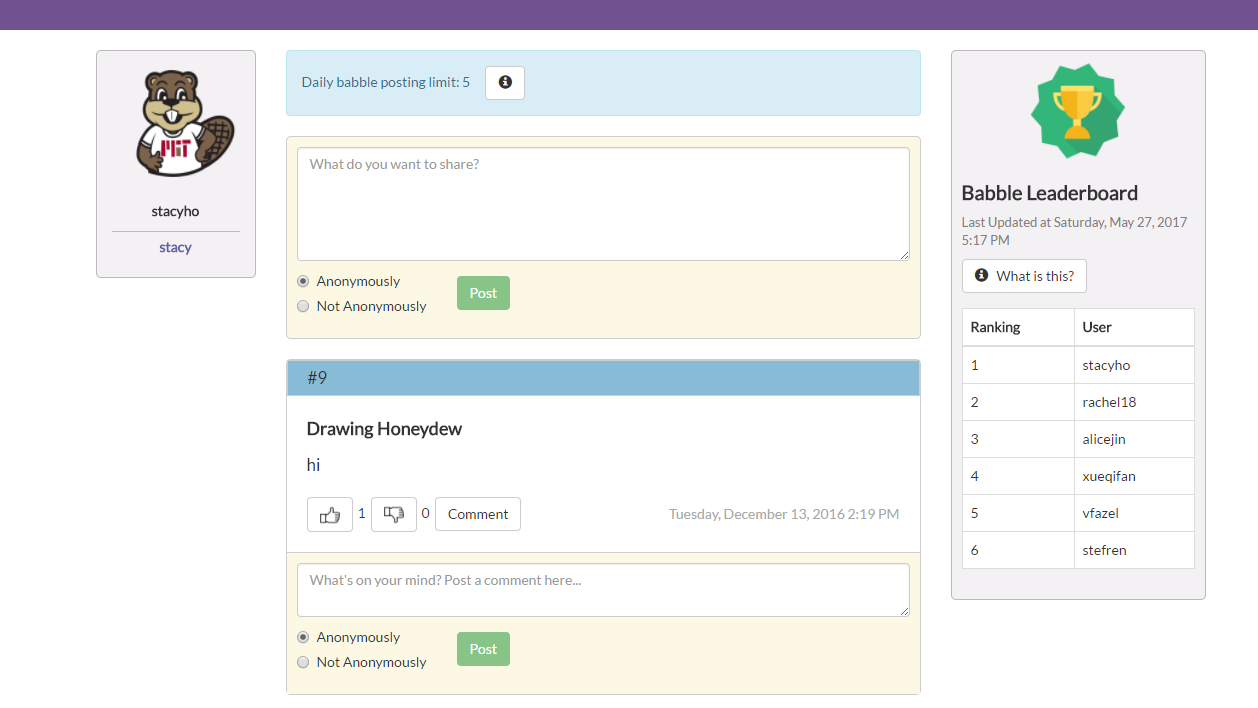 MIT
stacyho
stacy
Daily babble posting limit: 5
What do you want to share?
Anonymously
Not Anonymously
Post
#9
Drawing Honeydew
hi
1 0 Comment Tuesday, December 13, 2016 2:19 PM
What's on your mind? Post a comment here...
Anonymously
Not Anonymously
Post
Babble Leaderboard
Last Updated at Saturday, May 27, 2017
5:17 PM
What is this?
Ranking User
1 stacyho
2 rachel18
3 alicejin
4 xueqifan
5 vfazel
6 stefren